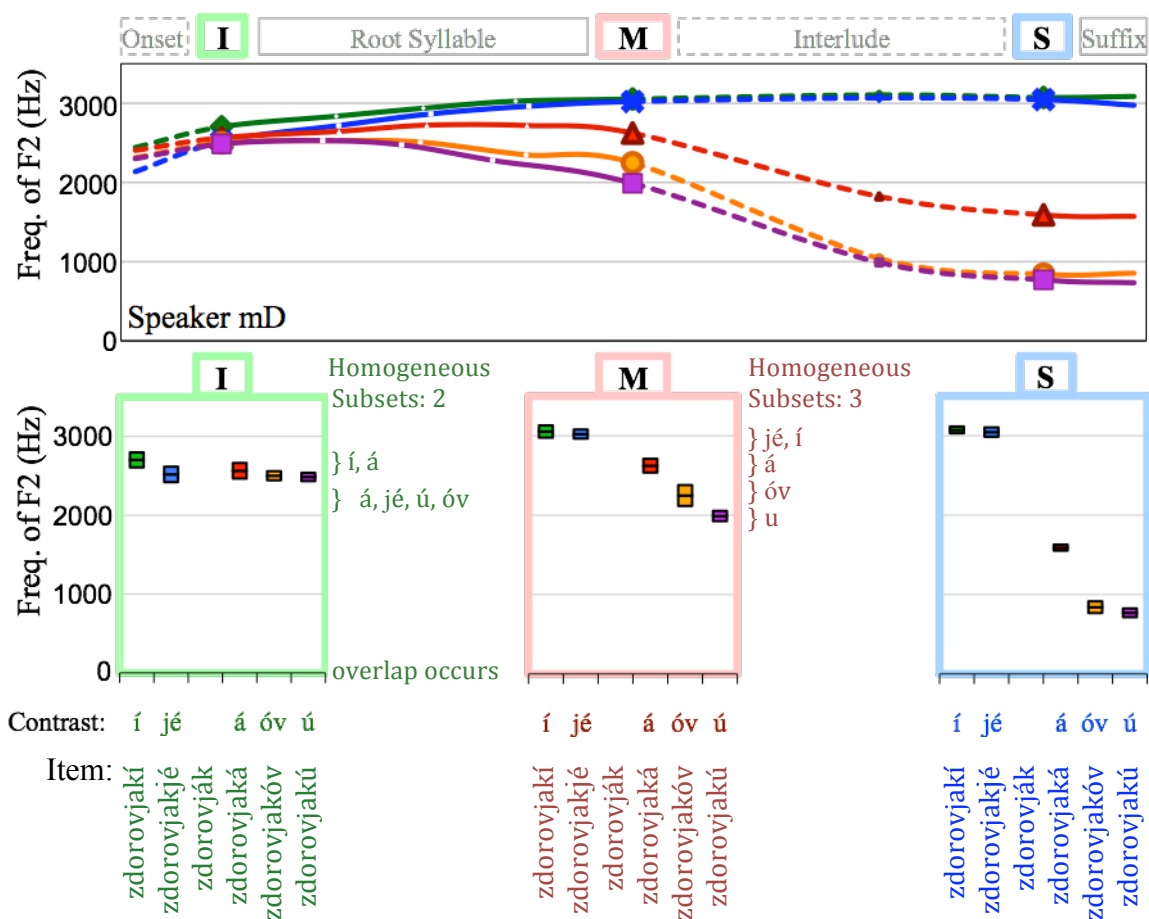 Onset I Root Syllable M Interlude S Suffix
Freq. of F2 (Hz)
3000
2000
1000
0
Speaker mD
I
Homogeneous
Subsets: 2
M
Homogeneous
Subsets: 3
S
Freq. of F2 (Hz)
3000
2000
1000
0
} í, á
} á, jé, ú, óv
overlap occurs
} jé, í
} á
} óv
} u
Contrast: í jé á óv ú í jé á óv ú í jé á óv ú
Item:
zdorovjakí
zdorovjakjé
zdorovják
zdorovjaká
zdorovjakóv
zdorovjakú
zdorovjakí
zdorovjakjé
zdorovják
zdorovjaká
zdorovjakóv
zdorovjakú
zdorovjakí
zdorovjakjé
zdorovják
zdorovjaká
zdorovjakóv
zdorovjakú